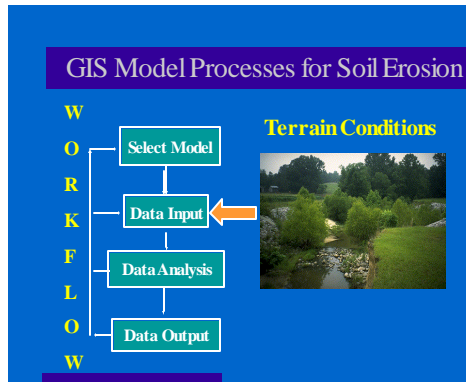 GIS Model Processes for Soil Erosion
W
O
R
K
F
L
O
W
Select Model
Data Input
Data Analysis
Data Output
Terrain Conditions